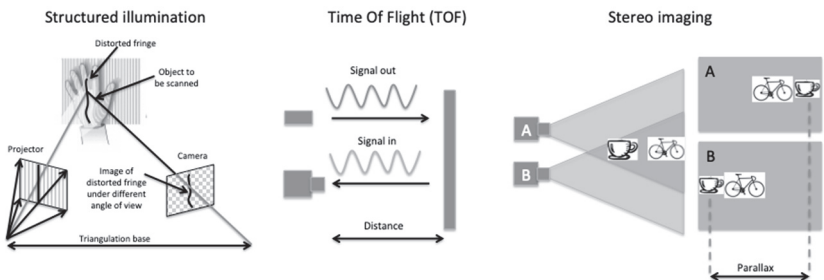 Structured illumination
Distorted fringe
Object to
be scanned
Projector
Camera
Image of
distorted fringe
under different
angle of view
Triangulation base
Time Of Flight (TOF)
Signal out
Signal in
Distance
Stereo imaging
A
B
A
B
Parallax